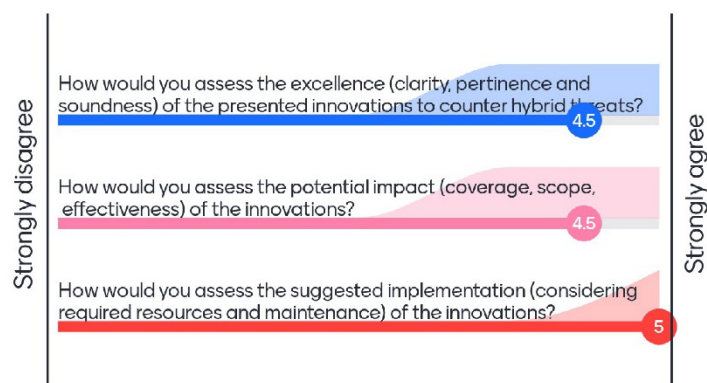 Strongly disagree
How would you assess the excellence (clarity, pertinence and
soundness) of the presented innovations to counter hybrid threats?
4.5
How would you assess the potential impact (coverage, scope,
effectiveness) of the innovations?
4.5
How would you assess the suggested implementation (considering
required resources and maintenance) of the innovations?
5
Strongly agree